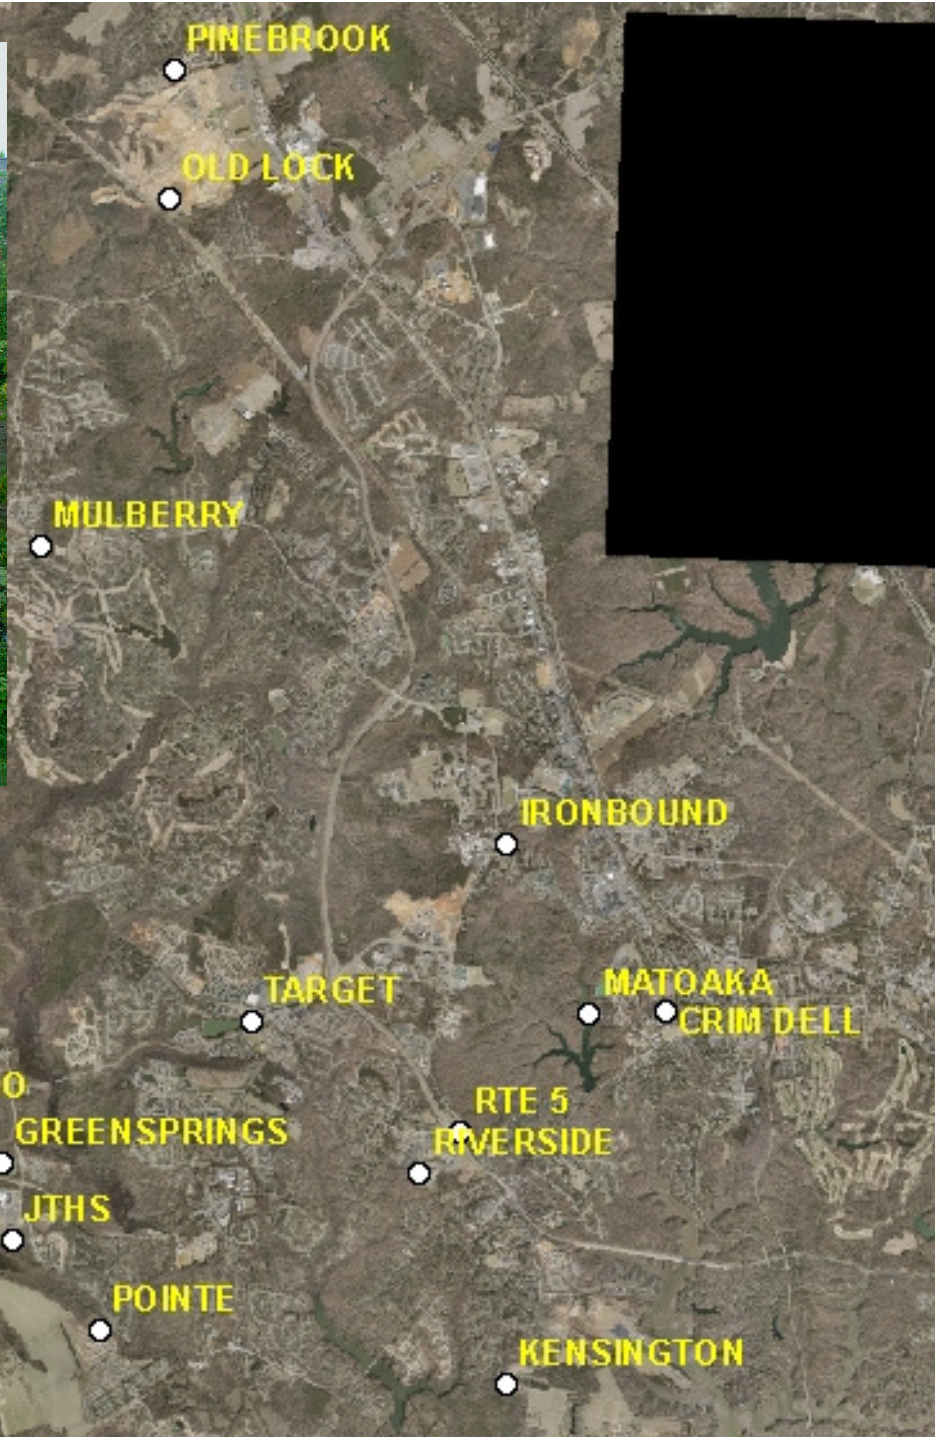 PINEBROOK
OLD LOCK
MULBERRY
IRONBOUND
TARGET
MATOAKA
CRIM DELL
O
RTE 5
GREENSPRINGS
RIVERSIDE
JTHS
POINTE
KENSINGTON